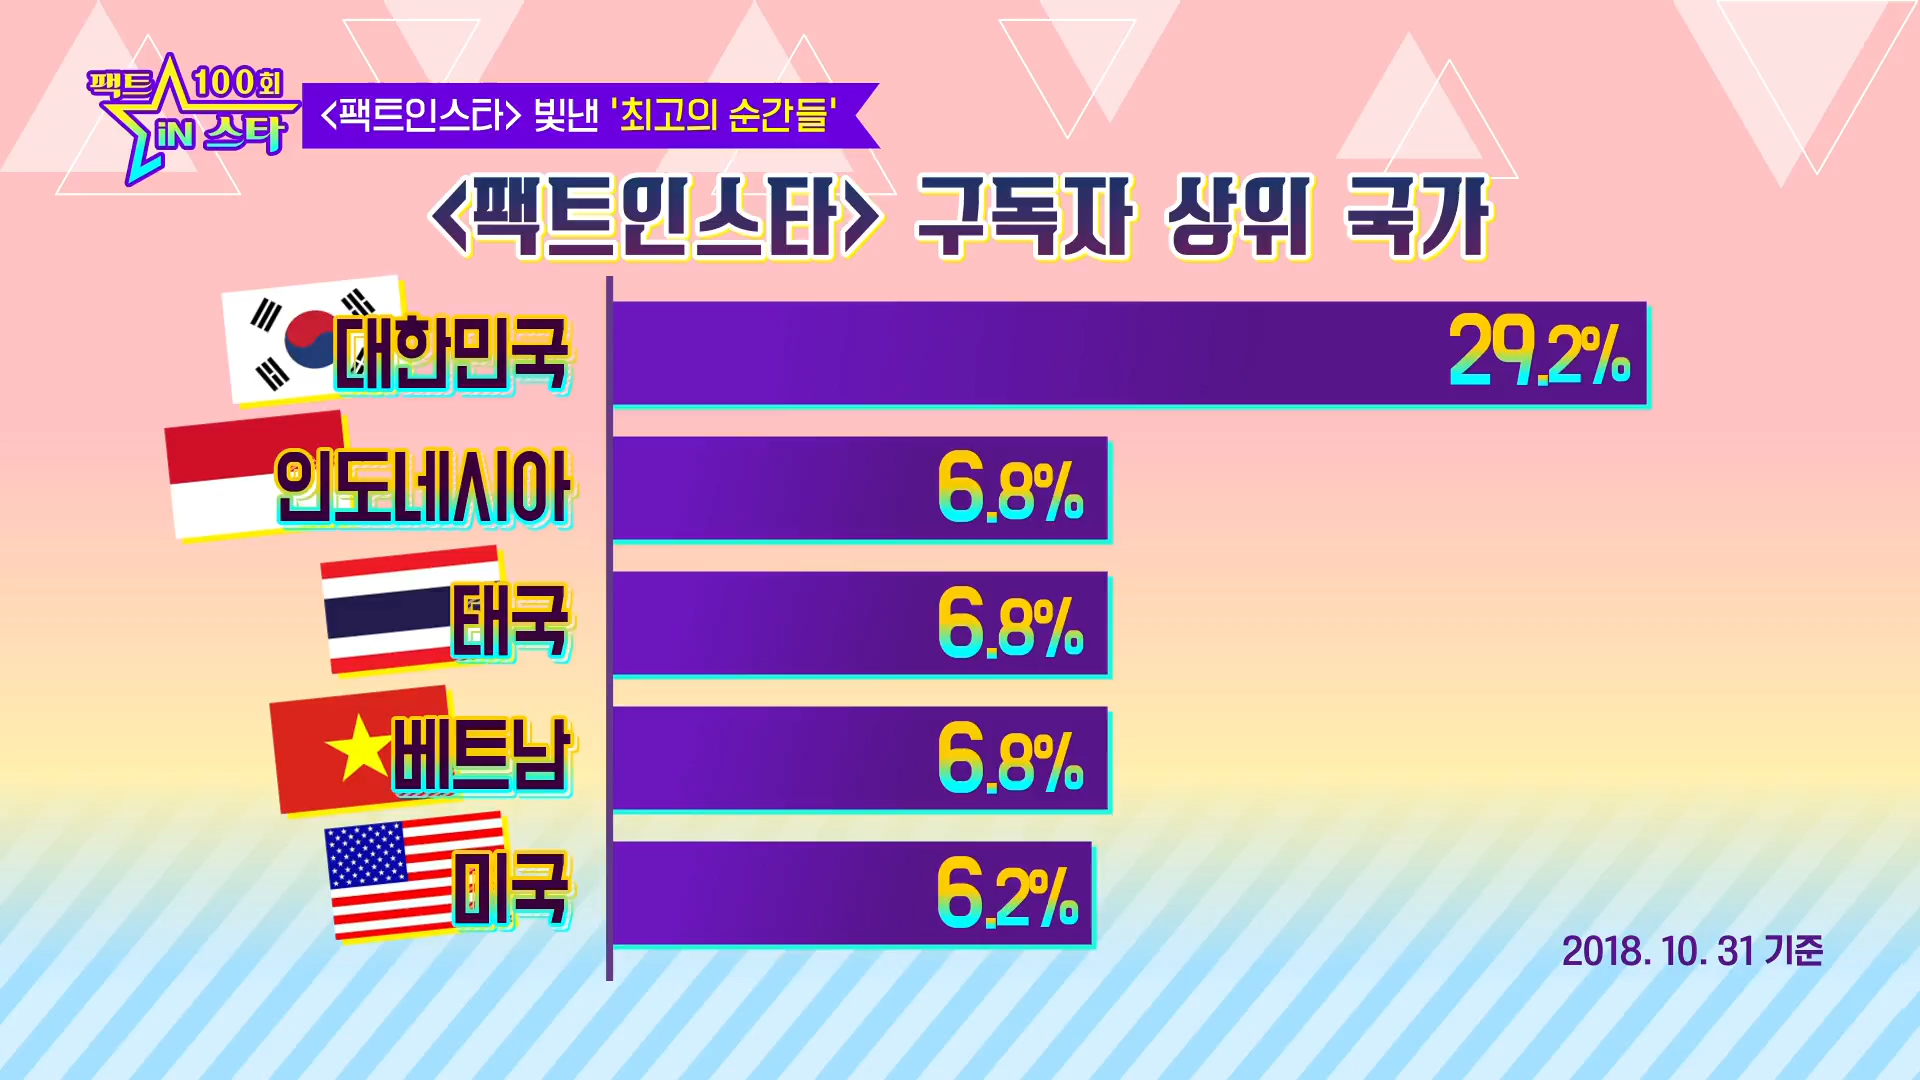 팩트 100회
iN 스타
<팩트인스타> 빛낸 '최고의 순간들'
<팩트인스타> 구독자 상위 국가
대한민국 29.2%
인도네시아 6.8%
태국 6.8%
베트남 6.8%
미국 6.2%
2018. 10. 31 기준